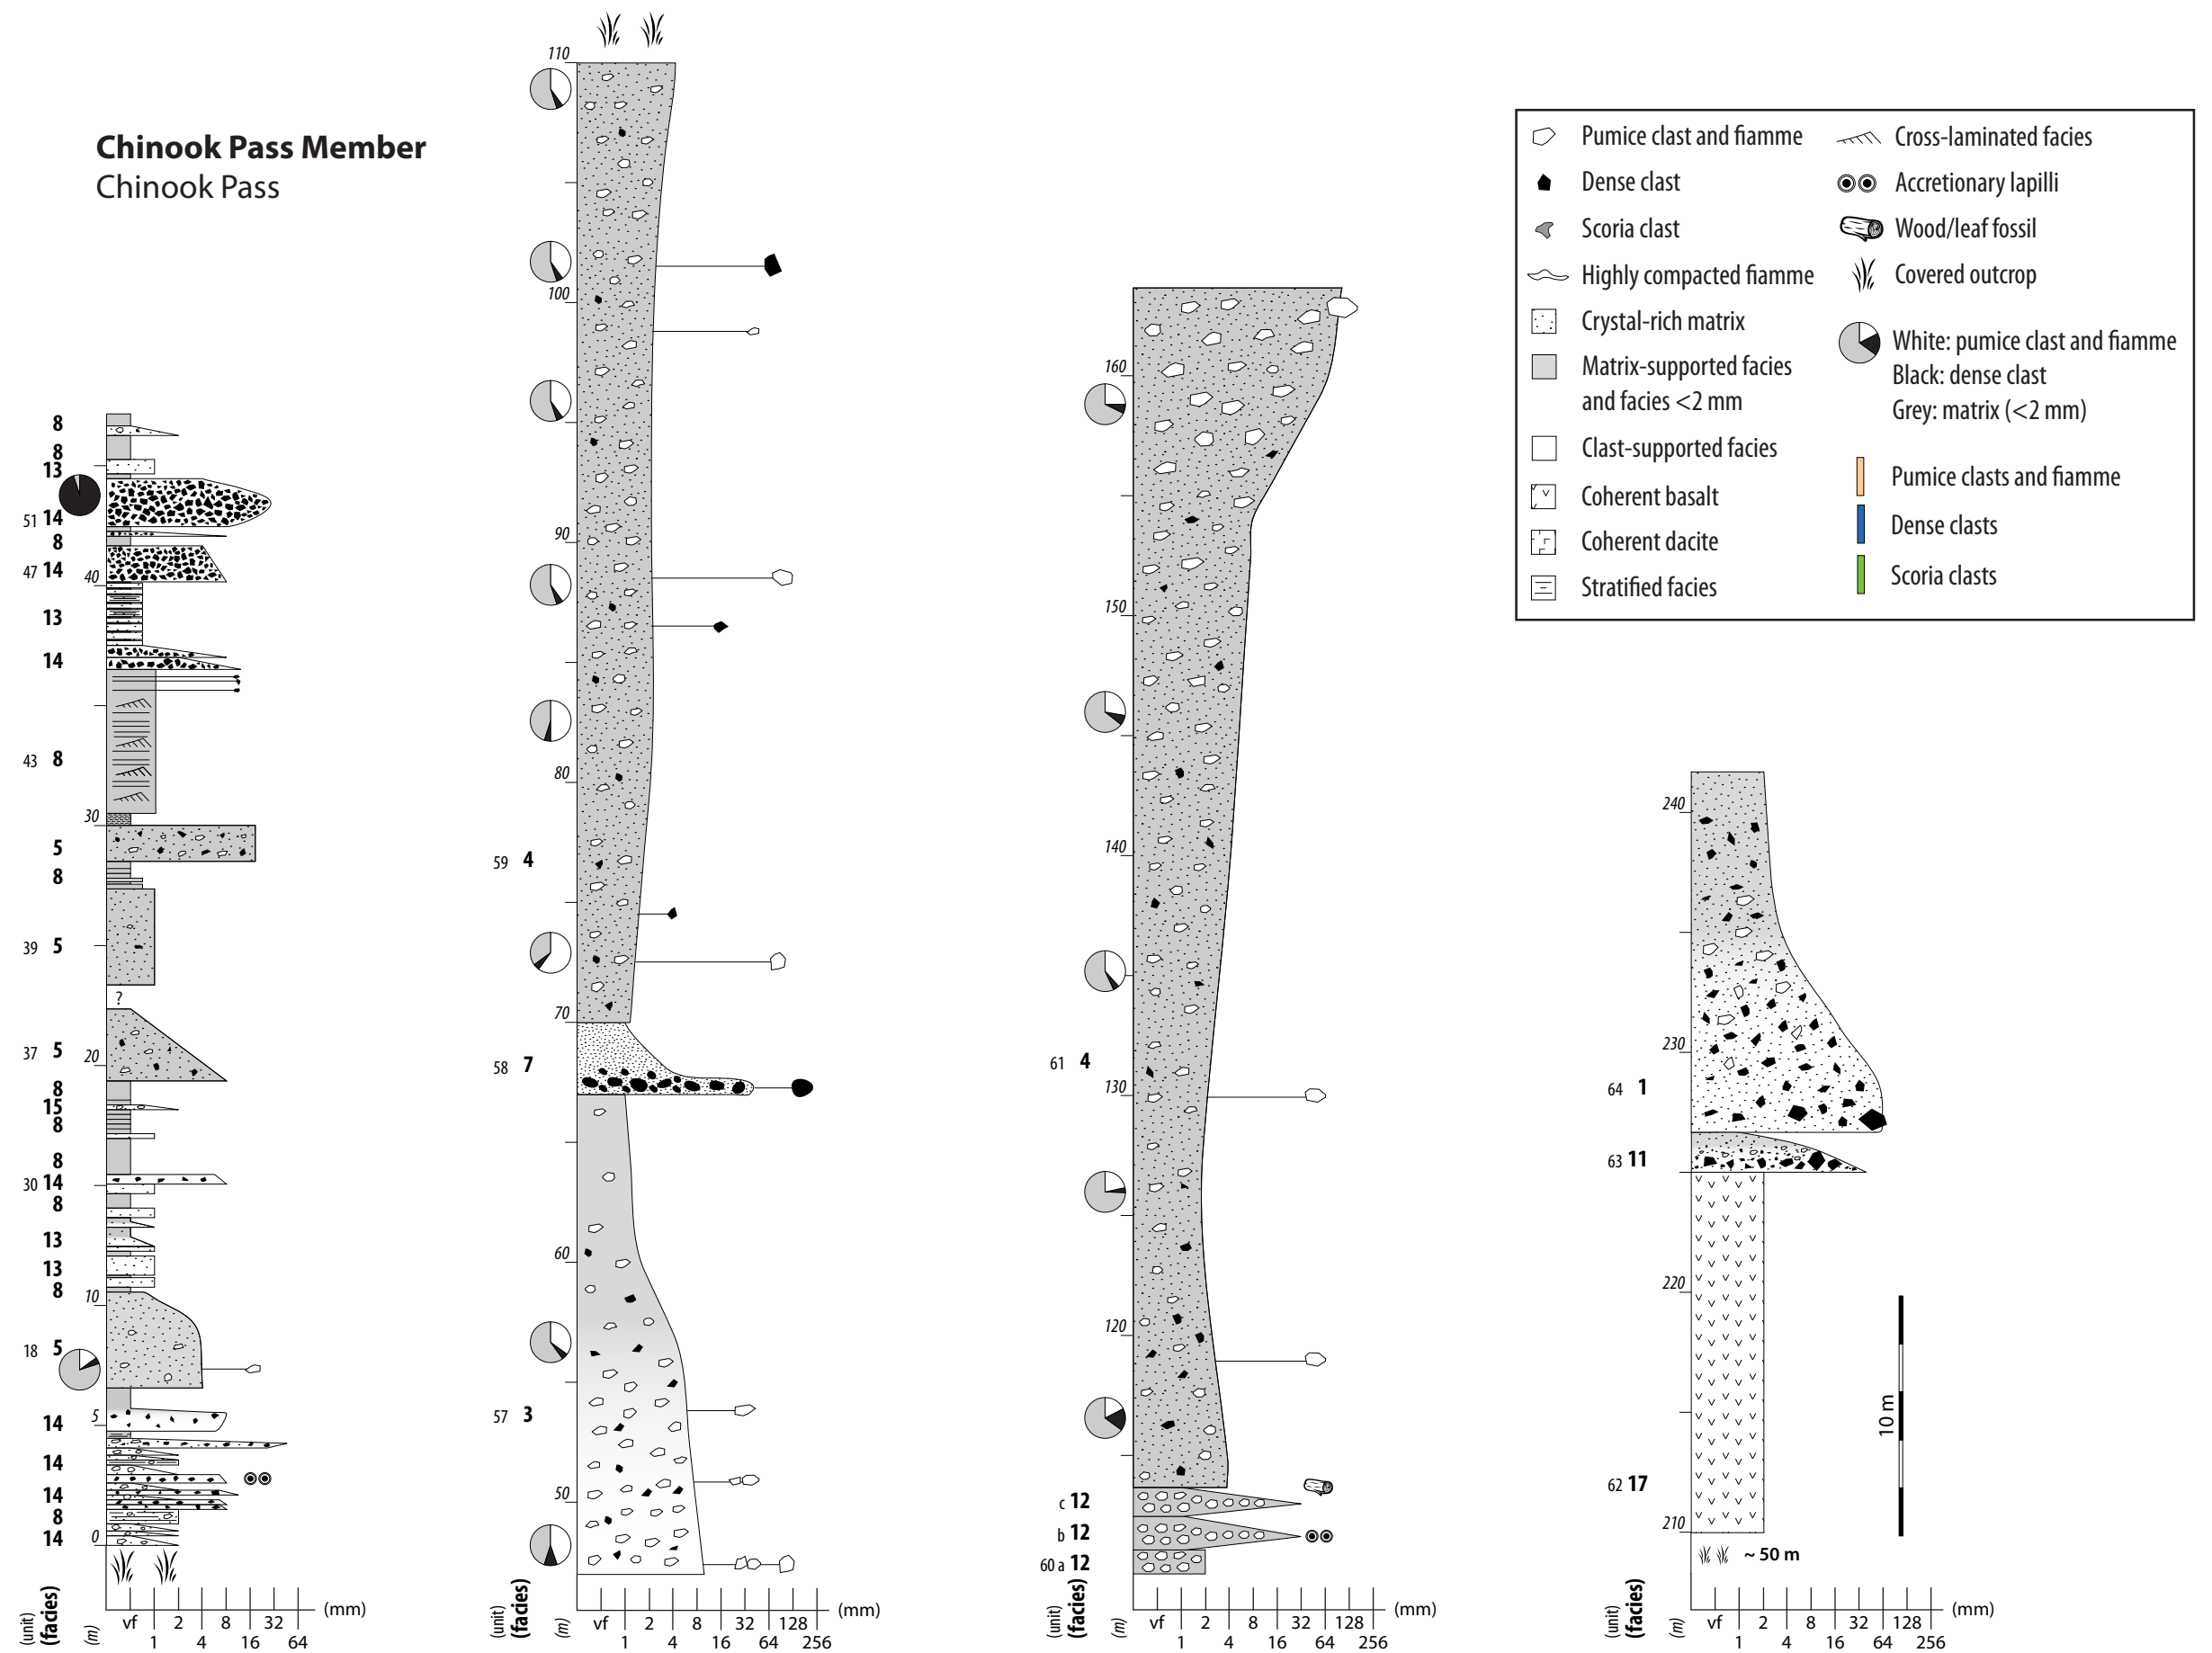 Chinook Pass Member
Chinook Pass
8
8
13
51 14
8
47 14
40
13
14
43 8
30
5
8
39 5
?
37 5
20
8
15
8
8
30 14
8
13
13
8
10
18 5
14
5
14
14
8
14
0
(unit)
(facies)
(m)
vf 2 8 32 (mm)
1 4 16 64
110
100
90
80
59 4
70
58 7
60
57 3
50
(unit)
(facies)
(m)
vf 2 8 32 128 (mm)
1 4 16 64 256
160
150
140
61 4
130
120
c 12
b 12
60 a 12
(unit)
(facies)
(m)
vf 2 8 32 128 (mm)
1 4 16 64 256
Pumice clast and fiamme
Dense clast
Scoria clast
Highly compacted fiamme
Crystal-rich matrix
Matrix-supported facies
and facies <2 mm
Clast-supported facies
Coherent basalt
Coherent dacite
Stratified facies
Cross-laminated facies
Accretionary lapilli
Wood/leaf fossil
Covered outcrop
White: pumice clast and fiamme
Black: dense clast
Grey: matrix (<2 mm)
Pumice clasts and fiamme
Dense clasts
Scoria clasts
240
230
64 1
63 11
220
10 m
62 17
210
~ 50 m
(unit)
(facies)
(m)
vf 2 8 32 128 (mm)
1 4 16 64 256